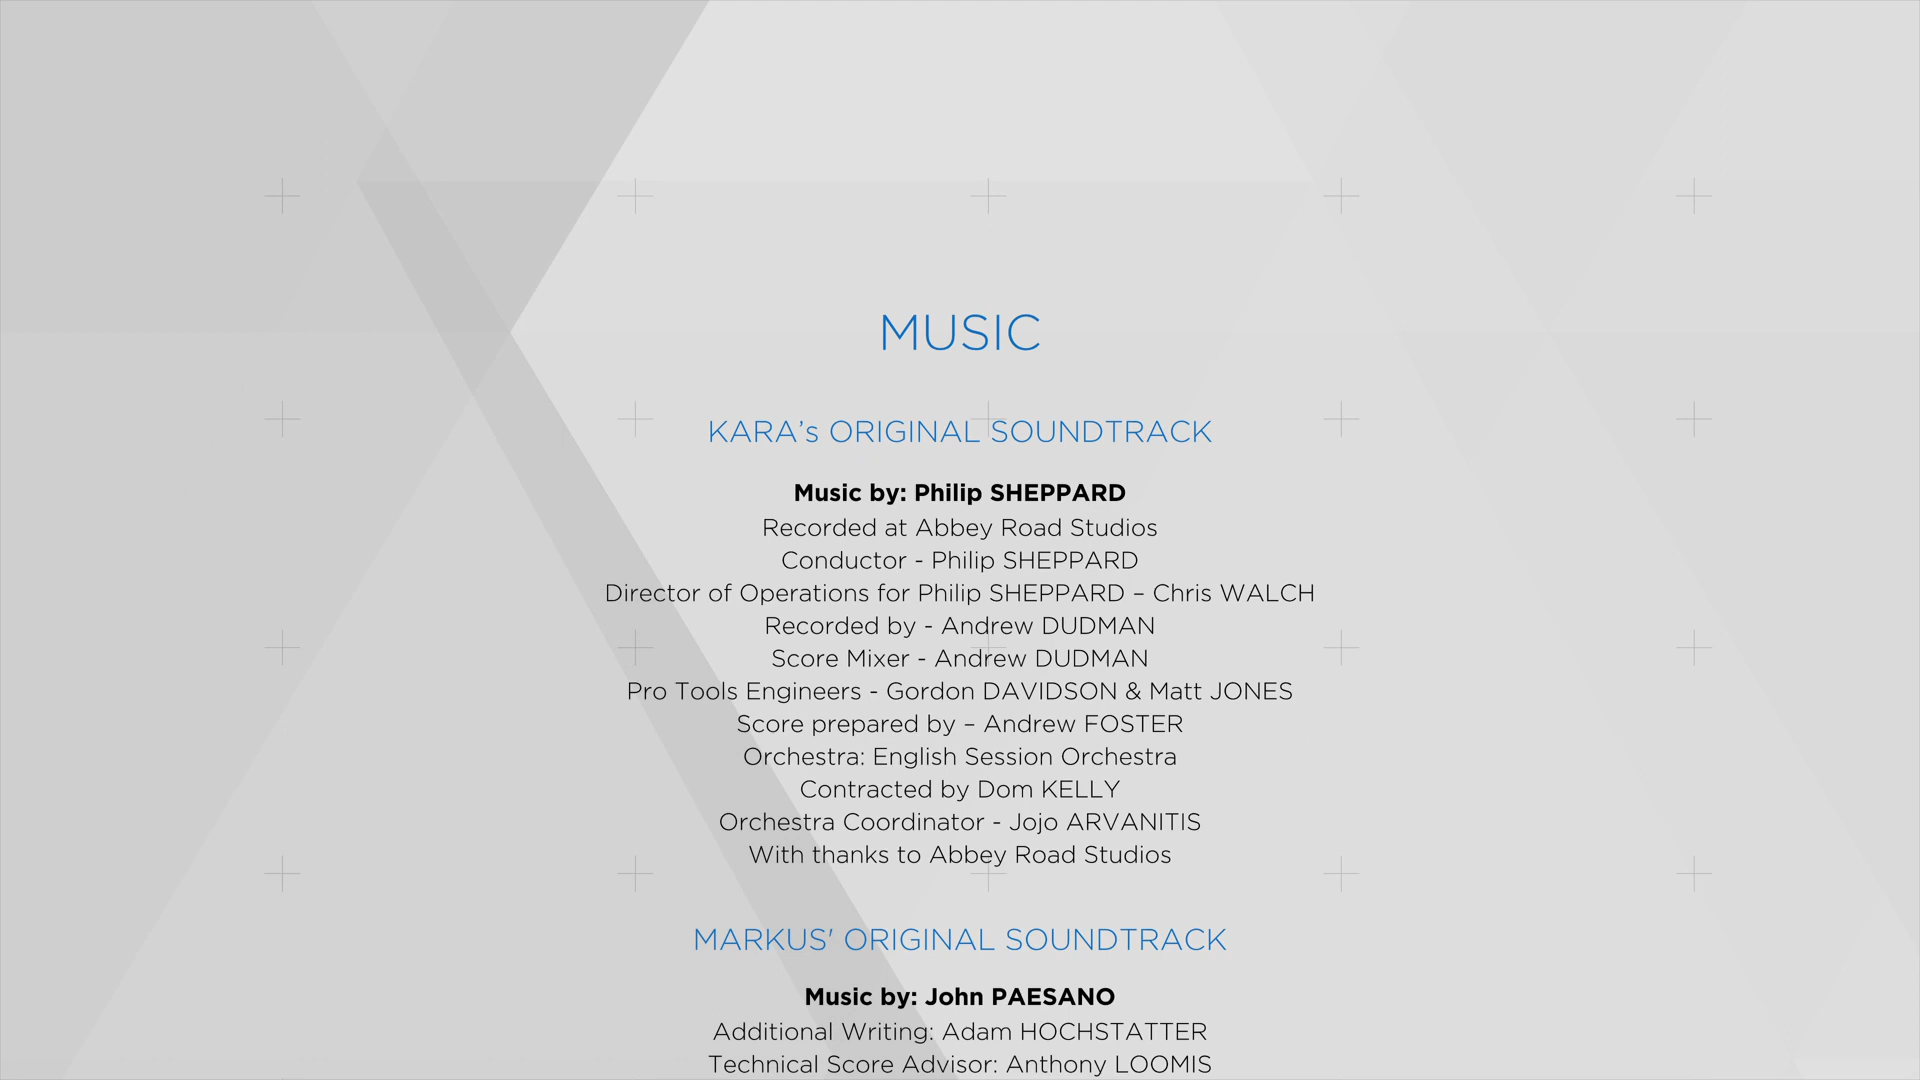 MUSIC
KARA’s ORIGINAL SOUNDTRACK
Music by: Philip SHEPPARD
Recorded at Abbey Road Studios
Conductor - Philip SHEPPARD
Director of Operations for Philip SHEPPARD – Chris WALCH
Recorded by - Andrew DUDMAN
Score Mixer - Andrew DUDMAN
Pro Tools Engineers - Gordon DAVIDSON & Matt JONES
Score prepared by – Andrew FOSTER
Orchestra: English Session Orchestra
Contracted by Dom KELLY
Orchestra Coordinator - Jojo ARVANITIS
With thanks to Abbey Road Studios
MARKUS' ORIGINAL SOUNDTRACK
Music by: John PAESANO
Additional Writing: Adam HOCHSTATTER
Technical Score Advisor: Anthony LOOMIS